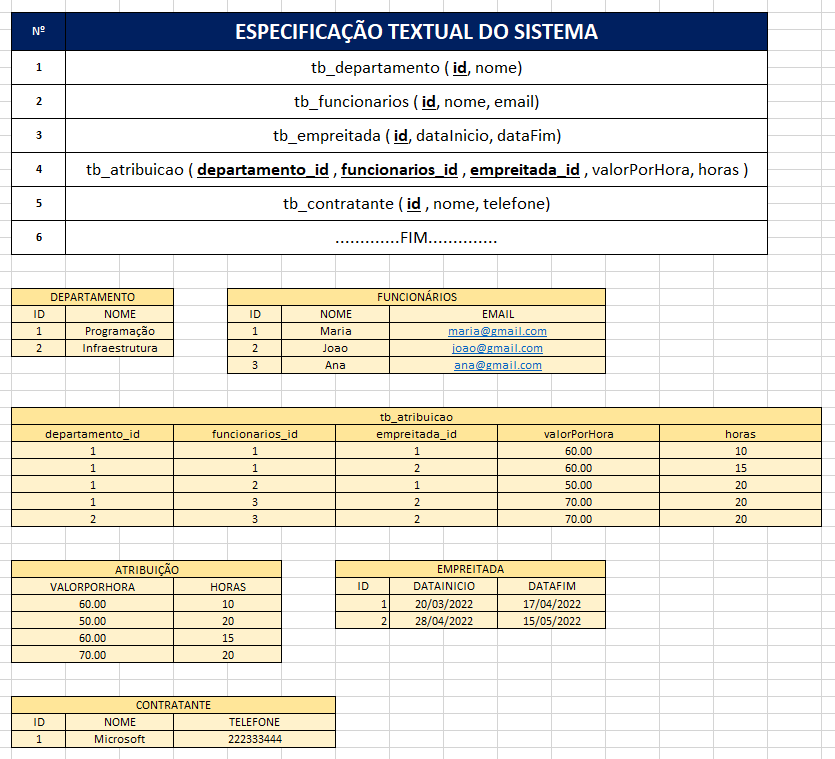 Nº ESPECIFICAÇÃO TEXTUAL DO SISTEMA
1 tb_departamento ( id, nome)
2 tb_funcionarios ( id, nome, email)
3 tb_empreitada ( id, dataInicio, dataFim)
4 tb_atribuicao ( departamento_id , funcionarios_id , empreitada_id , valorPorHora, horas )
5 tb_contratante ( id , nome, telefone)
6 .............FIM..............
DEPARTAMENTO
ID NOME
1 Programação
2 Infraestrutura
FUNCIONÁRIOS
ID NOME EMAIL
1 Maria maria@gmail.com
2 Joao joao@gmail.com
3 Ana ana@gmail.com
tb_atribuicao
departamento_id funcionarios_id empreitada_id valorPorHora horas
1 1 1 60.00 10
1 1 2 60.00 15
1 2 1 50.00 20
1 3 2 70.00 20
2 3 2 70.00 20
ATRIBUIÇÃO
VALORPORHORA HORAS
60.00 10
50.00 20
60.00 15
70.00 20
EMPREITADA
ID DATAINICIO DATAFIM
1 20/03/2022 17/04/2022
2 28/04/2022 15/05/2022
CONTRATANTE
ID NOME TELEFONE
1 Microsoft 222333444